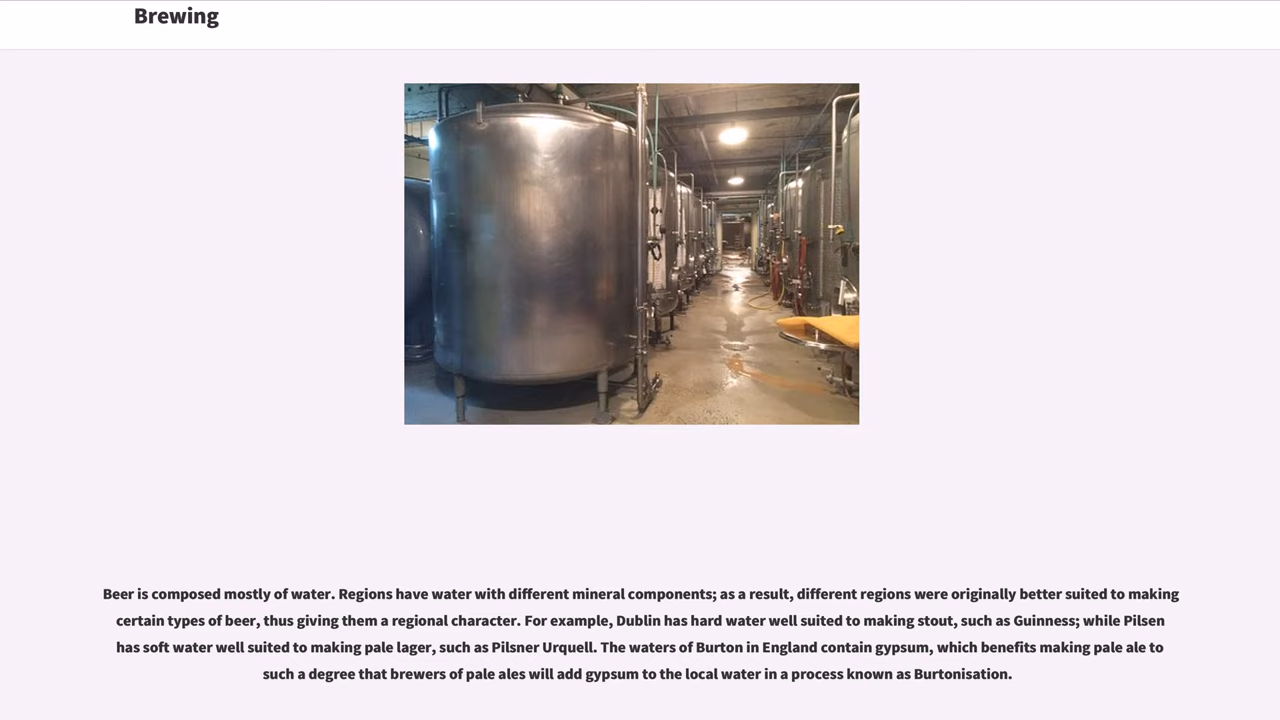 Brewing
Beer is composed mostly of water. Regions have water with different mineral components; as a result, different regions were originally better suited to making
certain types of beer, thus giving them a regional character. For example, Dublin has hard water well suited to making stout, such as Guinness; while Pilsen
has soft water well suited to making pale lager, such as Pilsner Urquell. The waters of Burton in England contain gypsum, which benefits making pale ale to
such a degree that brewers of pale ales will add gypsum to the local water in a process known as Burtonisation.